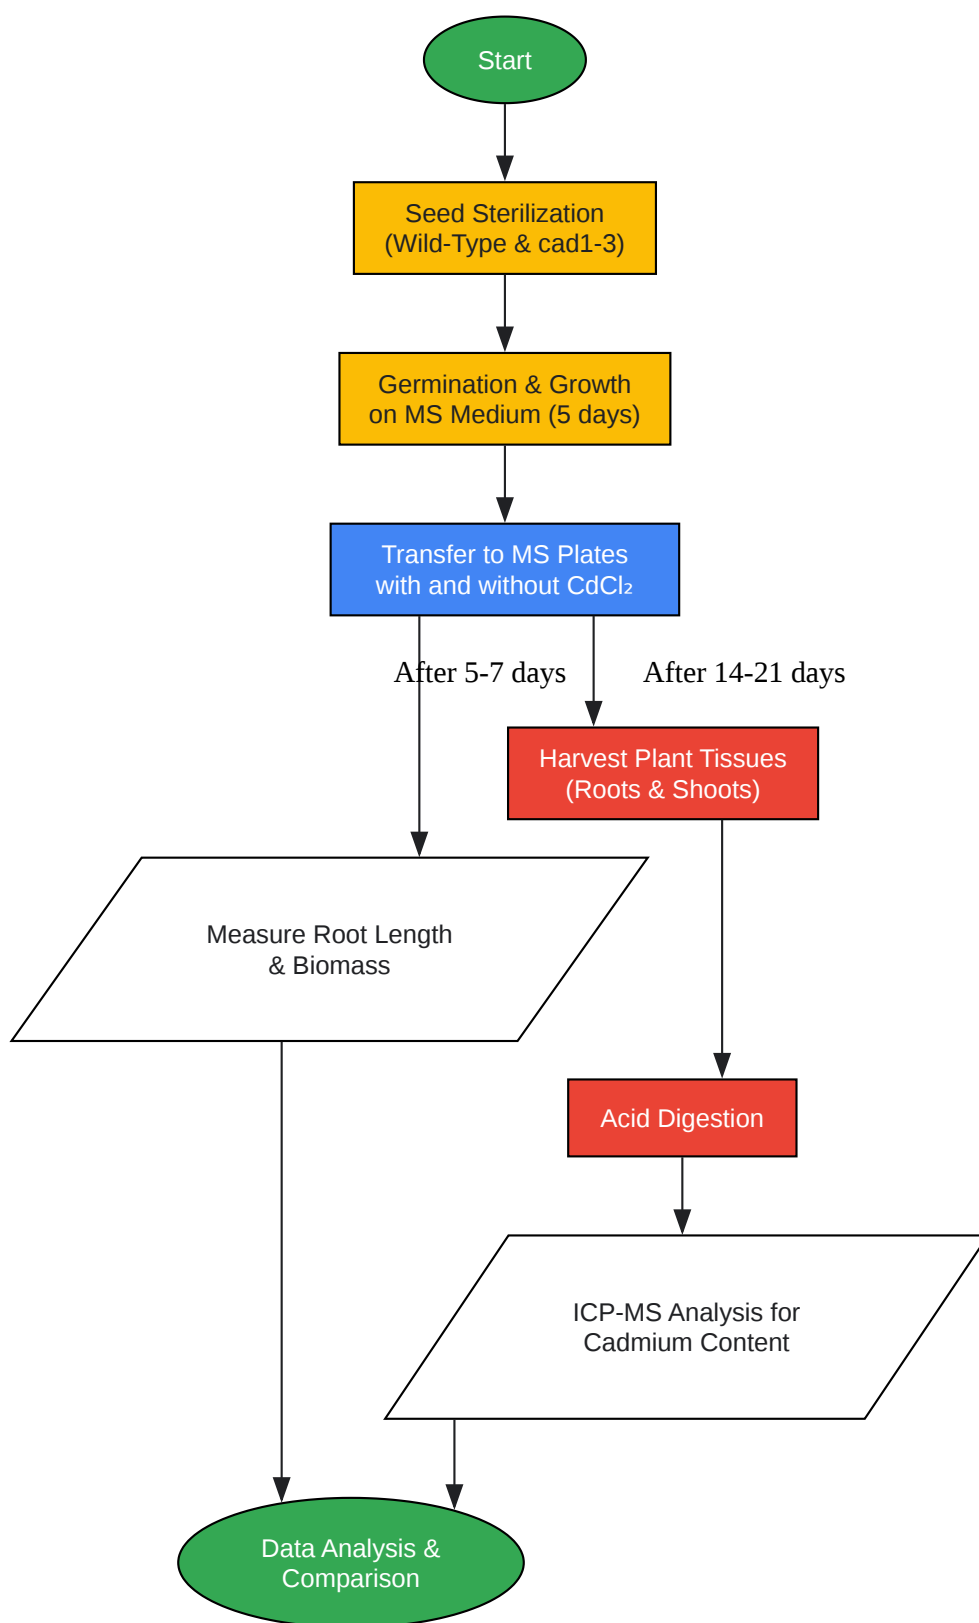 Start
Seed Sterilization
(Wild-Type & cad1-3)
Germination & Growth
on MS Medium (5 days)
Transfer to MS Plates
with and without CdCl₂
After 5-7 days
After 14-21 days
Harvest Plant Tissues
(Roots & Shoots)
Measure Root Length
& Biomass
Acid Digestion
ICP-MS Analysis for
Cadmium Content
Data Analysis &
Comparison